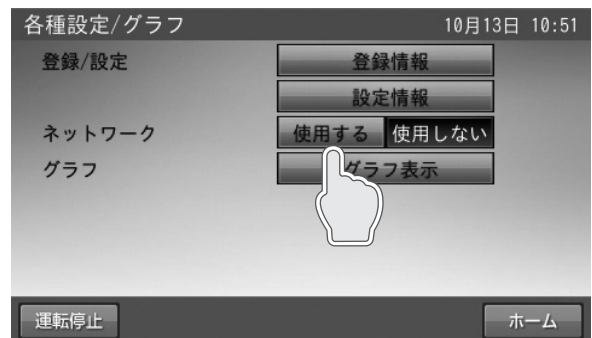 各種設定/グラフ 10月13日 10:51
登録/設定 登録情報
設定情報
ネットワーク 使用する 使用しない
グラフ グラフ表示
運転停止 ホーム